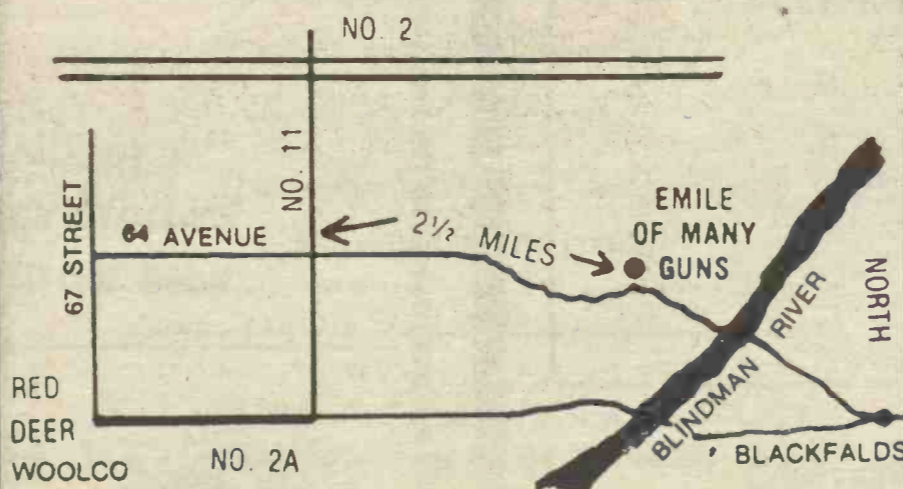 NO. 2
NO. 11
67 STREET
64 AVENUE
2½ MILES
EMILE
OF MANY
GUNS
NORTH
BLINDMAN RIVER
RED
DEER
WOOLCO
NO. 2A
BLACKFALDS